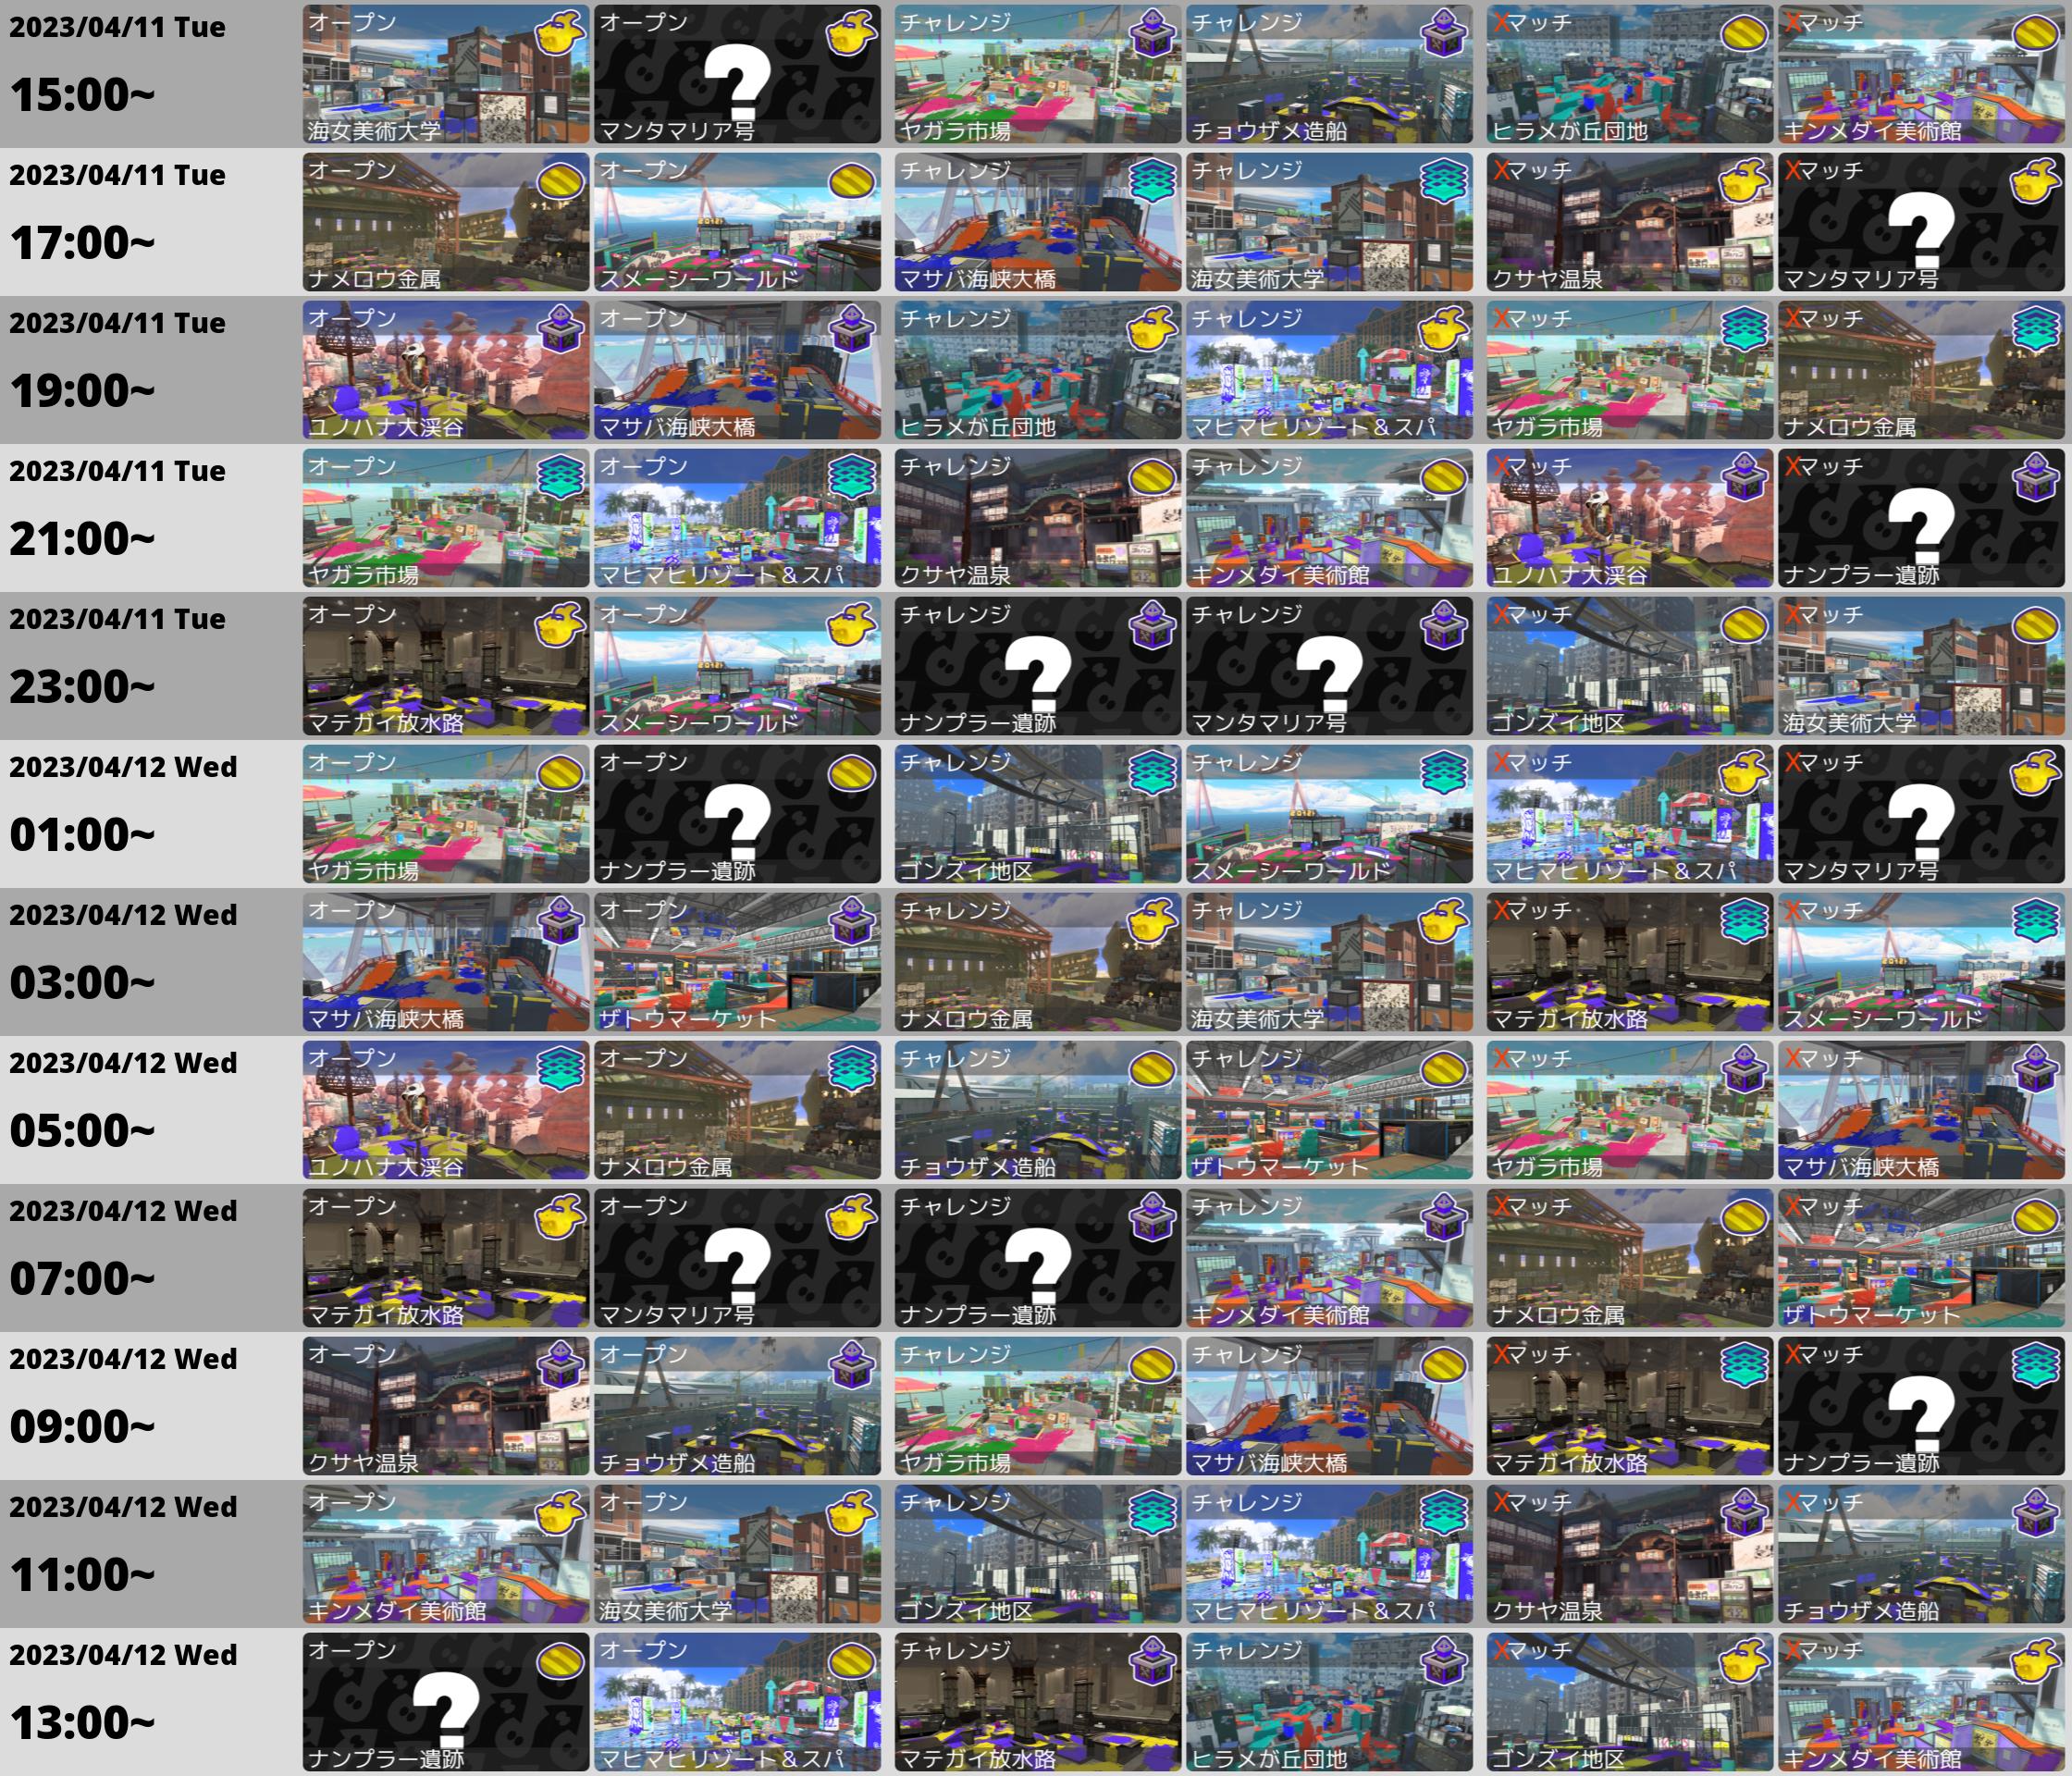 2023/04/11 Tue
15:00~
オープン
海女美術大学
オープン
マンタマリア号
チャレンジ
ヤガラ市場
チャレンジ
チョウザメ造船
Xマッチ
ヒラメが丘団地
Xマッチ
キンメダイ美術館
2023/04/11 Tue
17:00~
オープン
ナメロウ金属
オープン
スメーシーワールド
チャレンジ
マサバ海峡大橋
チャレンジ
海女美術大学
Xマッチ
クサヤ温泉
Xマッチ
マンタマリア号
2023/04/11 Tue
19:00~
オープン
ユノハナ大渓谷
オープン
マサバ海峡大橋
チャレンジ
ヒラメが丘団地
チャレンジ
マヒマヒリゾート&スパ
Xマッチ
ヤガラ市場
Xマッチ
ナメロウ金属
2023/04/11 Tue
21:00~
オープン
ヤガラ市場
オープン
マヒマヒリゾート&スパ
チャレンジ
クサヤ温泉
チャレンジ
キンメダイ美術館
Xマッチ
ユノハナ大渓谷
Xマッチ
ナンプラー遺跡
2023/04/11 Tue
23:00~
オープン
マテガイ放水路
オープン
スメーシーワールド
チャレンジ
ナンプラー遺跡
チャレンジ
マンタマリア号
Xマッチ
ゴンズイ地区
Xマッチ
海女美術大学
2023/04/12 Wed
01:00~
オープン
ヤガラ市場
オープン
ナンプラー遺跡
チャレンジ
ゴンズイ地区
チャレンジ
スメーシーワールド
Xマッチ
マヒマヒリゾート&スパ
Xマッチ
マンタマリア号
2023/04/12 Wed
03:00~
オープン
マサバ海峡大橋
オープン
ザトウマーケット
チャレンジ
ナメロウ金属
チャレンジ
海女美術大学
Xマッチ
マテガイ放水路
Xマッチ
スメーシーワールド
2023/04/12 Wed
05:00~
オープン
ユノハナ大渓谷
オープン
ナメロウ金属
チャレンジ
チョウザメ造船
チャレンジ
ザトウマーケット
Xマッチ
ヤガラ市場
Xマッチ
マサバ海峡大橋
2023/04/12 Wed
07:00~
オープン
マテガイ放水路
オープン
マンタマリア号
チャレンジ
ナンプラー遺跡
チャレンジ
キンメダイ美術館
Xマッチ
ナメロウ金属
Xマッチ
ザトウマーケット
2023/04/12 Wed
09:00~
オープン
クサヤ温泉
オープン
チョウザメ造船
チャレンジ
ヤガラ市場
チャレンジ
マサバ海峡大橋
Xマッチ
マテガイ放水路
Xマッチ
ナンプラー遺跡
2023/04/12 Wed
11:00~
オープン
キンメダイ美術館
オープン
海女美術大学
チャレンジ
ゴンズイ地区
チャレンジ
マヒマヒリゾート&スパ
Xマッチ
クサヤ温泉
Xマッチ
チョウザメ造船
2023/04/12 Wed
13:00~
オープン
ナンプラー遺跡
オープン
マヒマヒリゾート&スパ
チャレンジ
マテガイ放水路
チャレンジ
ヒラメが丘団地
Xマッチ
ゴンズイ地区
Xマッチ
キンメダイ美術館